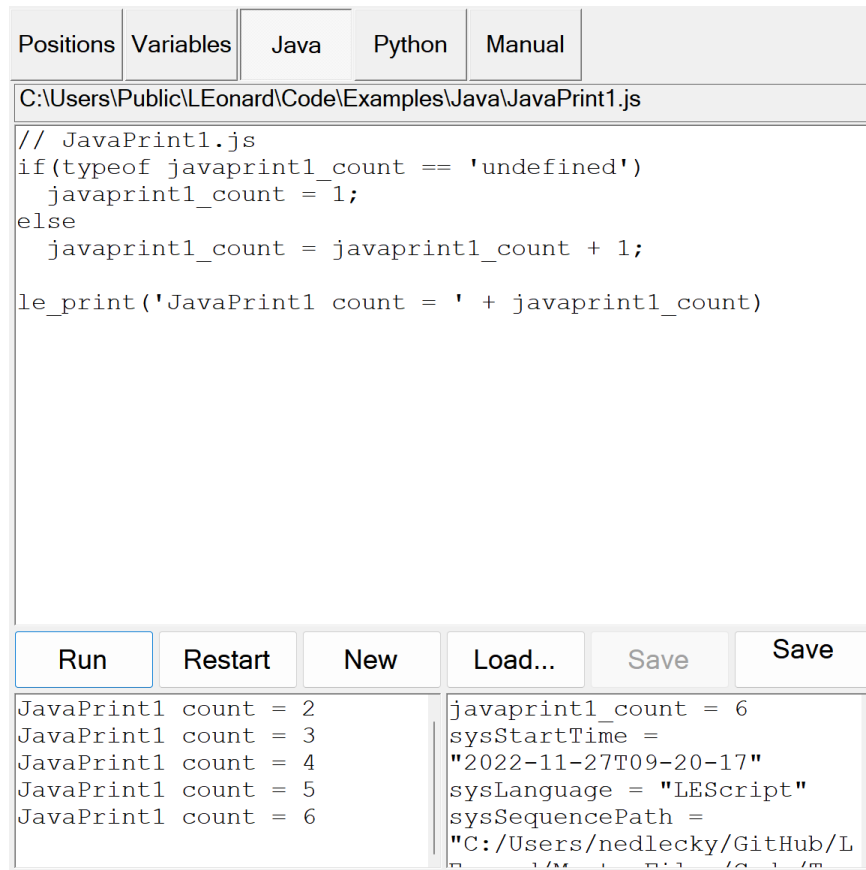 Positions Variables Java Python Manual
C:\Users\Public\LEonard\Code\Examples\Java\JavaPrint1.js
// JavaPrint1.js
if(typeof javaprint1_count == 'undefined')
  javaprint1_count = 1;
else
  javaprint1_count = javaprint1_count + 1;
le_print('JavaPrint1 count = ' + javaprint1_count)
Run Restart New Load... Save Save
JavaPrint1 count = 2
JavaPrint1 count = 3
JavaPrint1 count = 4
JavaPrint1 count = 5
JavaPrint1 count = 6
javaprint1_count = 6
sysStartTime =
"2022-11-27T09-20-17"
sysLanguage = "LEScript"
sysSequencePath =
"C:/Users/nedlecky/GitHub/L